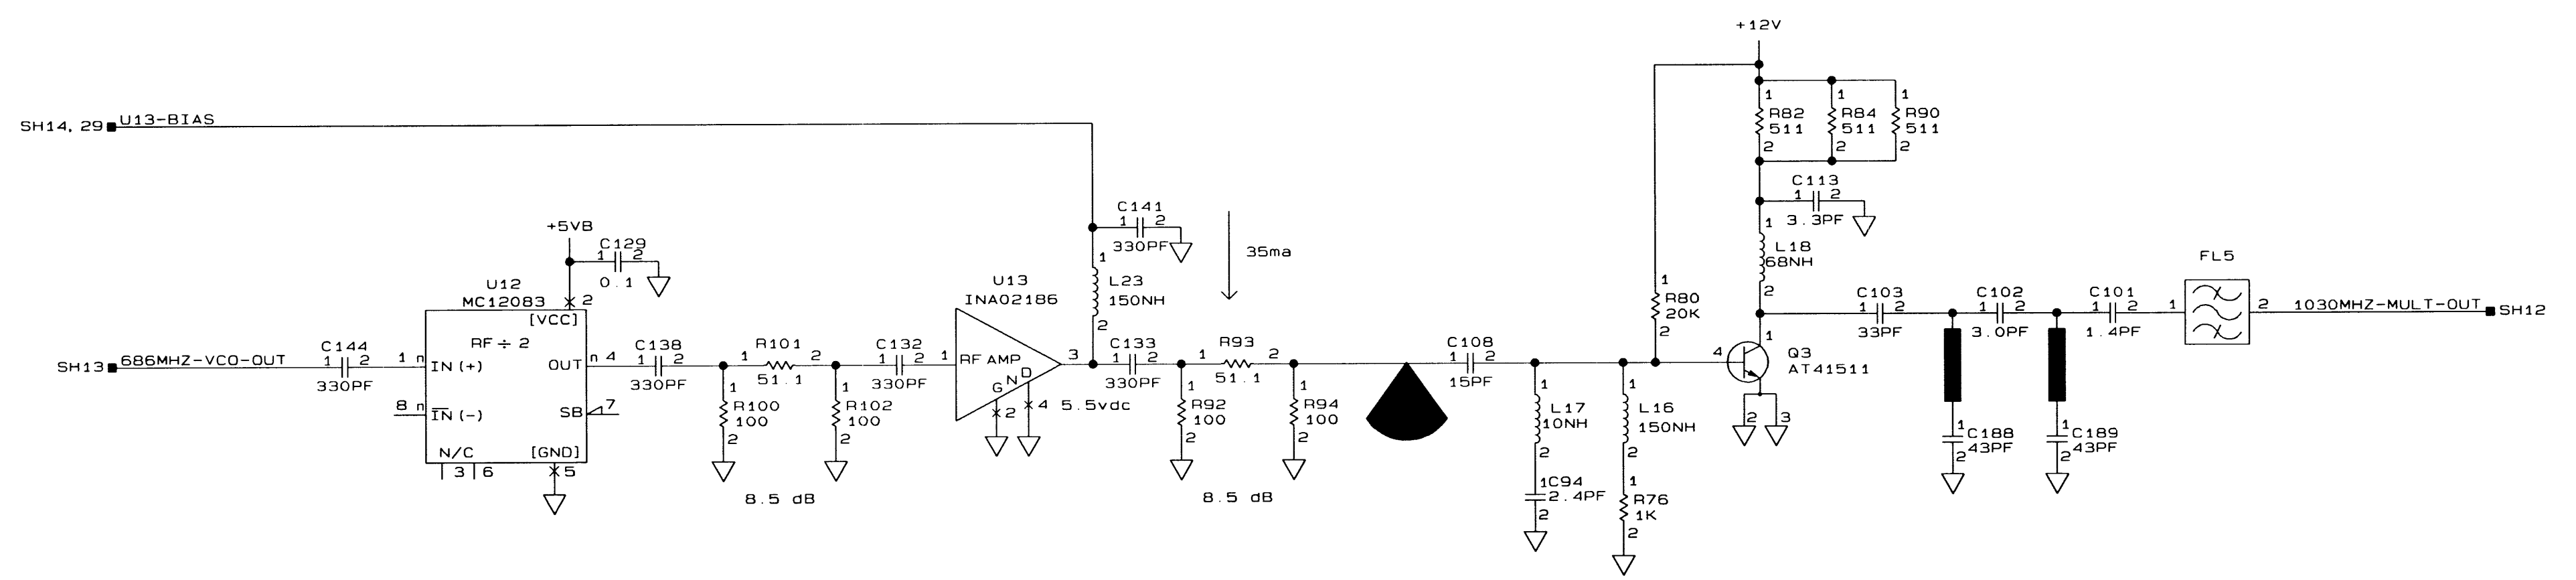 +12V
SH14, 29 U13-BIAS
1 1 1
R82 R84 R90
511 511 511
2 2 2
C113
1 2
3.3PF
1
L18
68NH
2
C141
1 2
330PF
35ma
+5VB
C129
1 2
0.1
1
L23
150NH
2
U12
MC12083
2
[VCC]
RF ÷ 2
1 n IN (+)
OUT n 4
8 n IN (-)
SB 7
N/C [GND]
3 6 5
SH13 686MHZ-VCO-OUT
C144
1 2
330PF
C138
1 2
330PF
R101
1 2
51.1
1
R100
100
2
1
R102
100
2
8.5 dB
C132
1 2
330PF
U13
INA02186
1 RF AMP 3
G N D
2 4
5.5vdc
C133
1 2
330PF
R93
1 2
51.1
1
R92
100
2
1
R94
100
2
8.5 dB
C108
1 2
15PF
1
L17
10NH
2
1 C94
2.4PF
2
1
L16
150NH
2
1
R76
1K
2
1
R80
20K
2
4 1
Q3
AT41511
2 3
C103
1 2
33PF
C102
1 2
3.0PF
C101
1 2
1.4PF
1
C188
43PF
2
1
C189
43PF
2
FL5
1 2
1030MHZ-MULT-OUT SH12